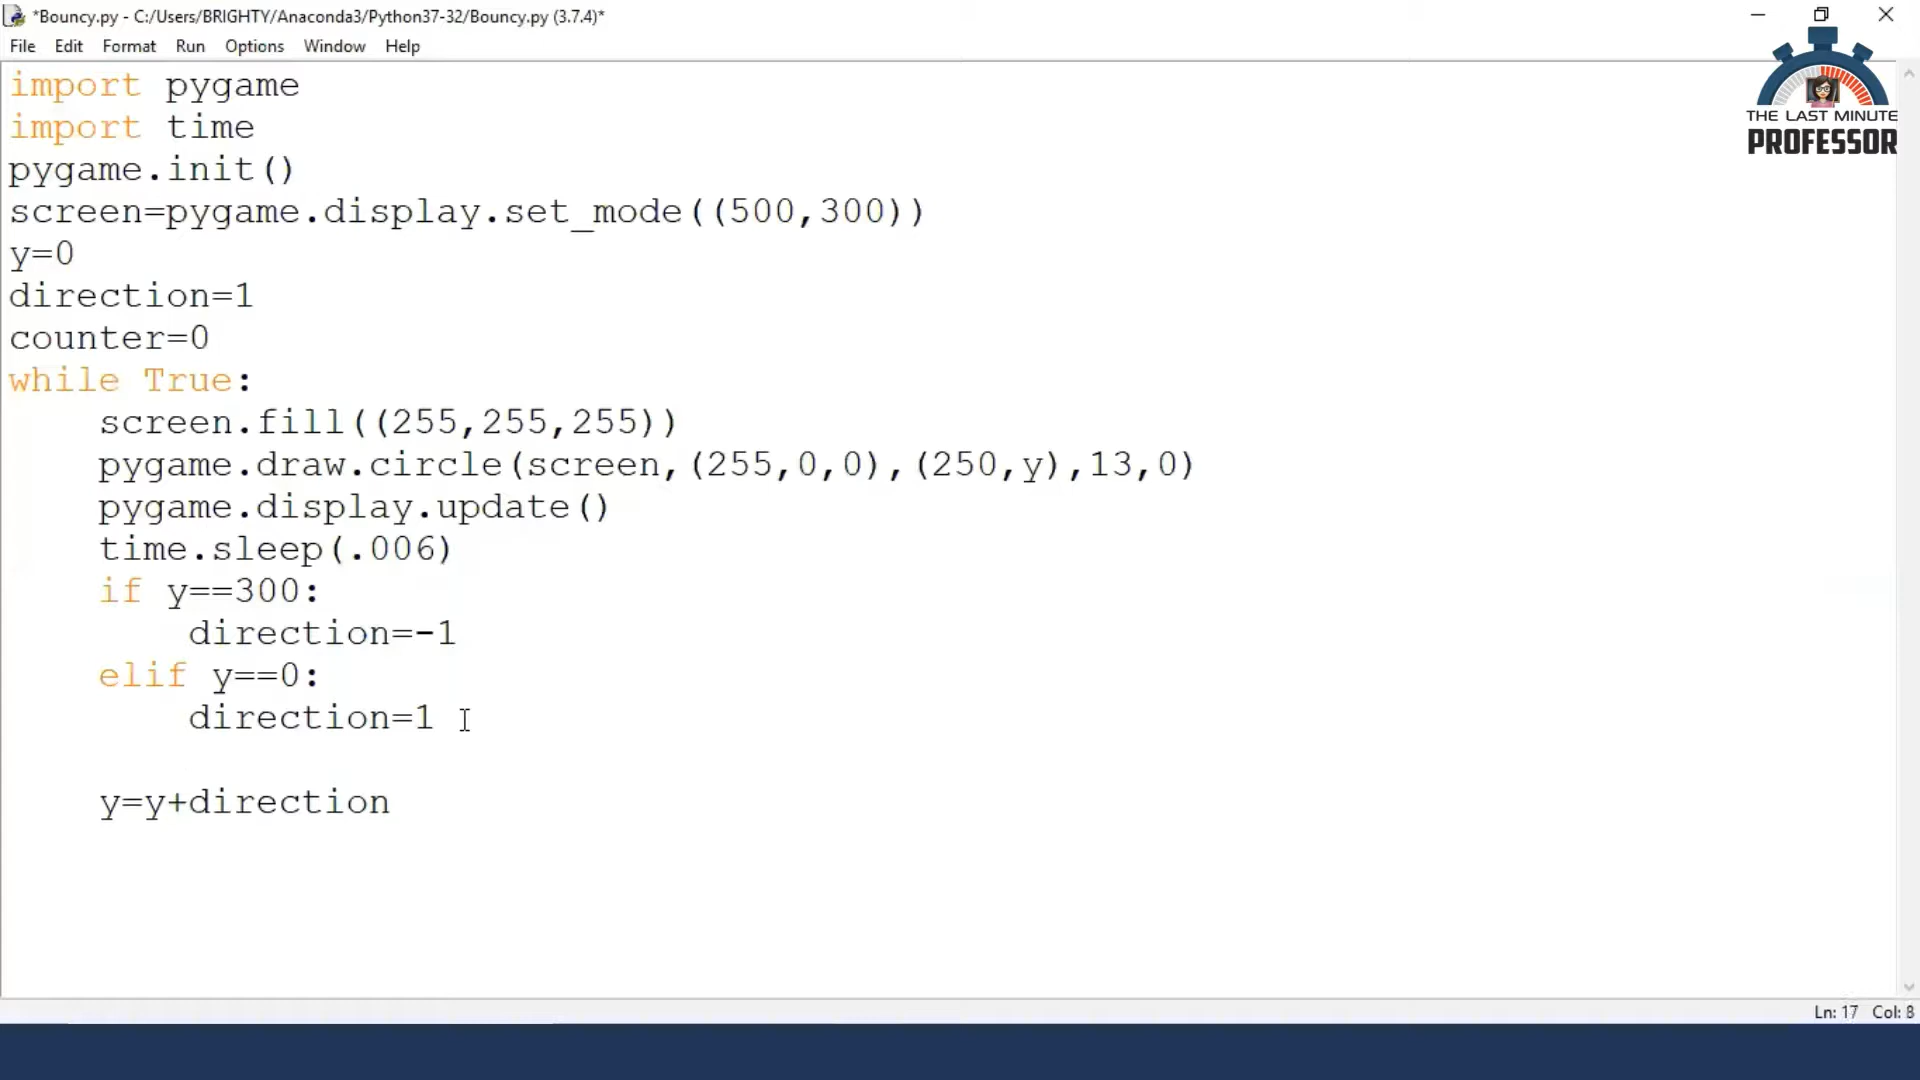 *Bouncy.py - C:/Users/BRIGHTY/Anaconda3/Python37-32/Bouncy.py (3.7.4)*
File Edit Format Run Options Window Help
THE LAST MINUTE
PROFESSOR
import pygame
import time
pygame.init()
screen=pygame.display.set_mode((500,300))
y=0
direction=1
counter=0
while True:
    screen.fill((255,255,255))
    pygame.draw.circle(screen,(255,0,0),(250,y),13,0)
    pygame.display.update()
    time.sleep(.006)
    if y==300:
        direction=-1
    elif y==0:
        direction=1
    y=y+direction
Ln: 17 Col: 8